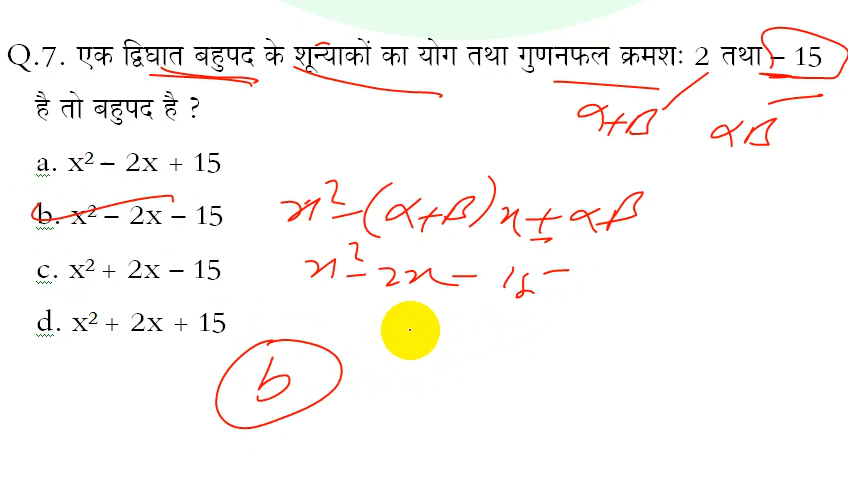 Q.7. एक द्विघात बहुपद के शून्याकों का योग तथा गुणनफल क्रमशः 2 तथा – 15
α+β αβ
है तो बहुपद है ?
a. x² – 2x + 15
b. x² – 2x – 15 x² – (α+β)x + αβ
c. x² + 2x – 15 x² – 2x – 15
d. x² + 2x + 15
b